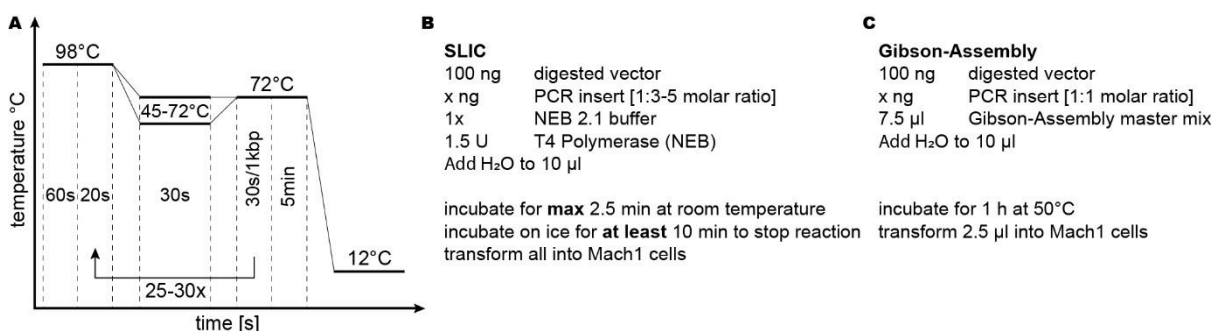 A
temperature °C
98°C
45-72°C
72°C
60s
20s
30s
30s/1kbp
5min
12°C
25-30x
time [s]
B
SLIC
100 ng digested vector
x ng PCR insert [1:3-5 molar ratio]
1x NEB 2.1 buffer
1.5 U T4 Polymerase (NEB)
Add H₂O to 10 µl
incubate for max 2.5 min at room temperature
incubate on ice for at least 10 min to stop reaction
transform all into Mach1 cells
C
Gibson-Assembly
100 ng digested vector
x ng PCR insert [1:1 molar ratio]
7.5 µl Gibson-Assembly master mix
Add H₂O to 10 µl
incubate for 1 h at 50°C
transform 2.5 µl into Mach1 cells